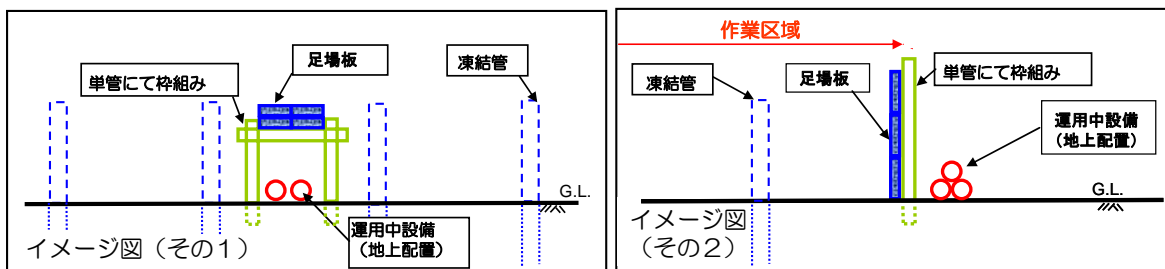 足場板
凍結管
単管にて枠組み
G.L.
運用中設備
（地上配置）
イメージ図（その１）
作業区域
凍結管
足場板
単管にて枠組み
運用中設備
（地上配置）
G.L.
イメージ図
（その２）